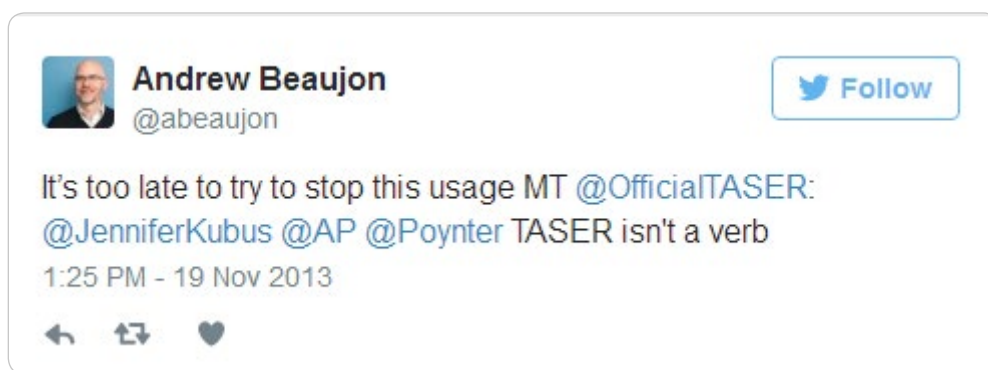 Andrew Beaujon
@abeaujon
Follow
It’s too late to try to stop this usage MT @OfficialTASER:
@JenniferKubus @AP @Poynter TASER isn't a verb
1:25 PM - 19 Nov 2013